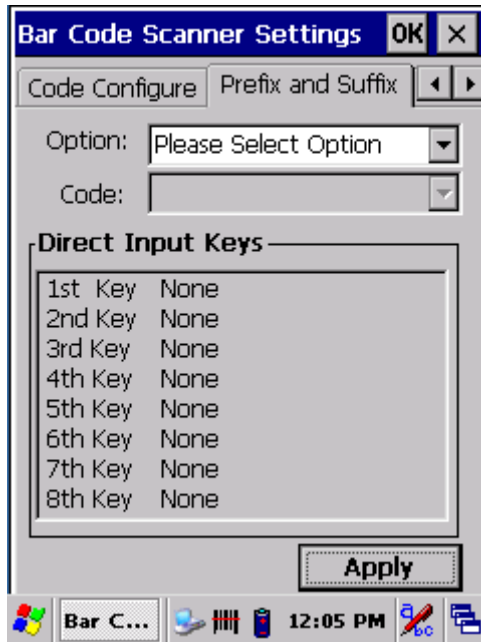 Bar Code Scanner Settings OK ×
Code Configure Prefix and Suffix
Option: Please Select Option
Code:
Direct Input Keys
1st Key None
2nd Key None
3rd Key None
4th Key None
5th Key None
6th Key None
7th Key None
8th Key None
Apply
Bar C... 12:05 PM abc